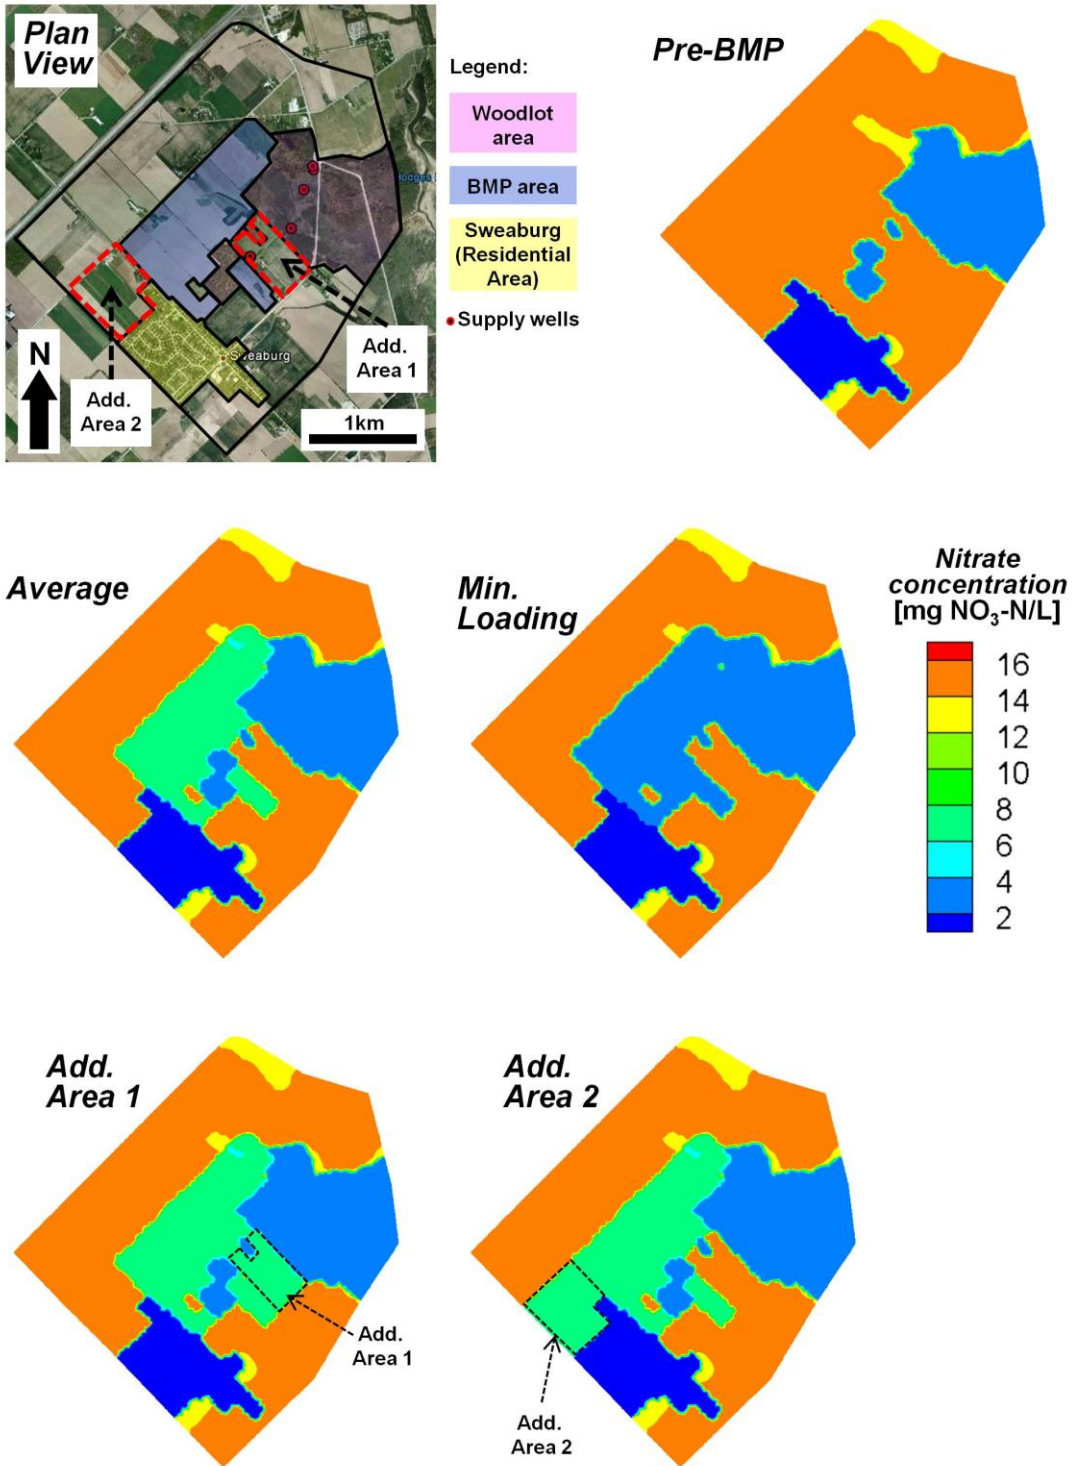 Plan
View
Legend:
Woodlot
area
BMP area
Sweaburg
(Residential
Area)
Supply wells
Hodges
Sweaburg
N
Add.
Area 2
Add.
Area 1
1km
Pre-BMP
Average
Min.
Loading
Nitrate
concentration
[mg NO₃-N/L]
16
14
12
10
8
6
4
2
Add.
Area 1
Add.
Area 1
Add.
Area 2
Add.
Area 2